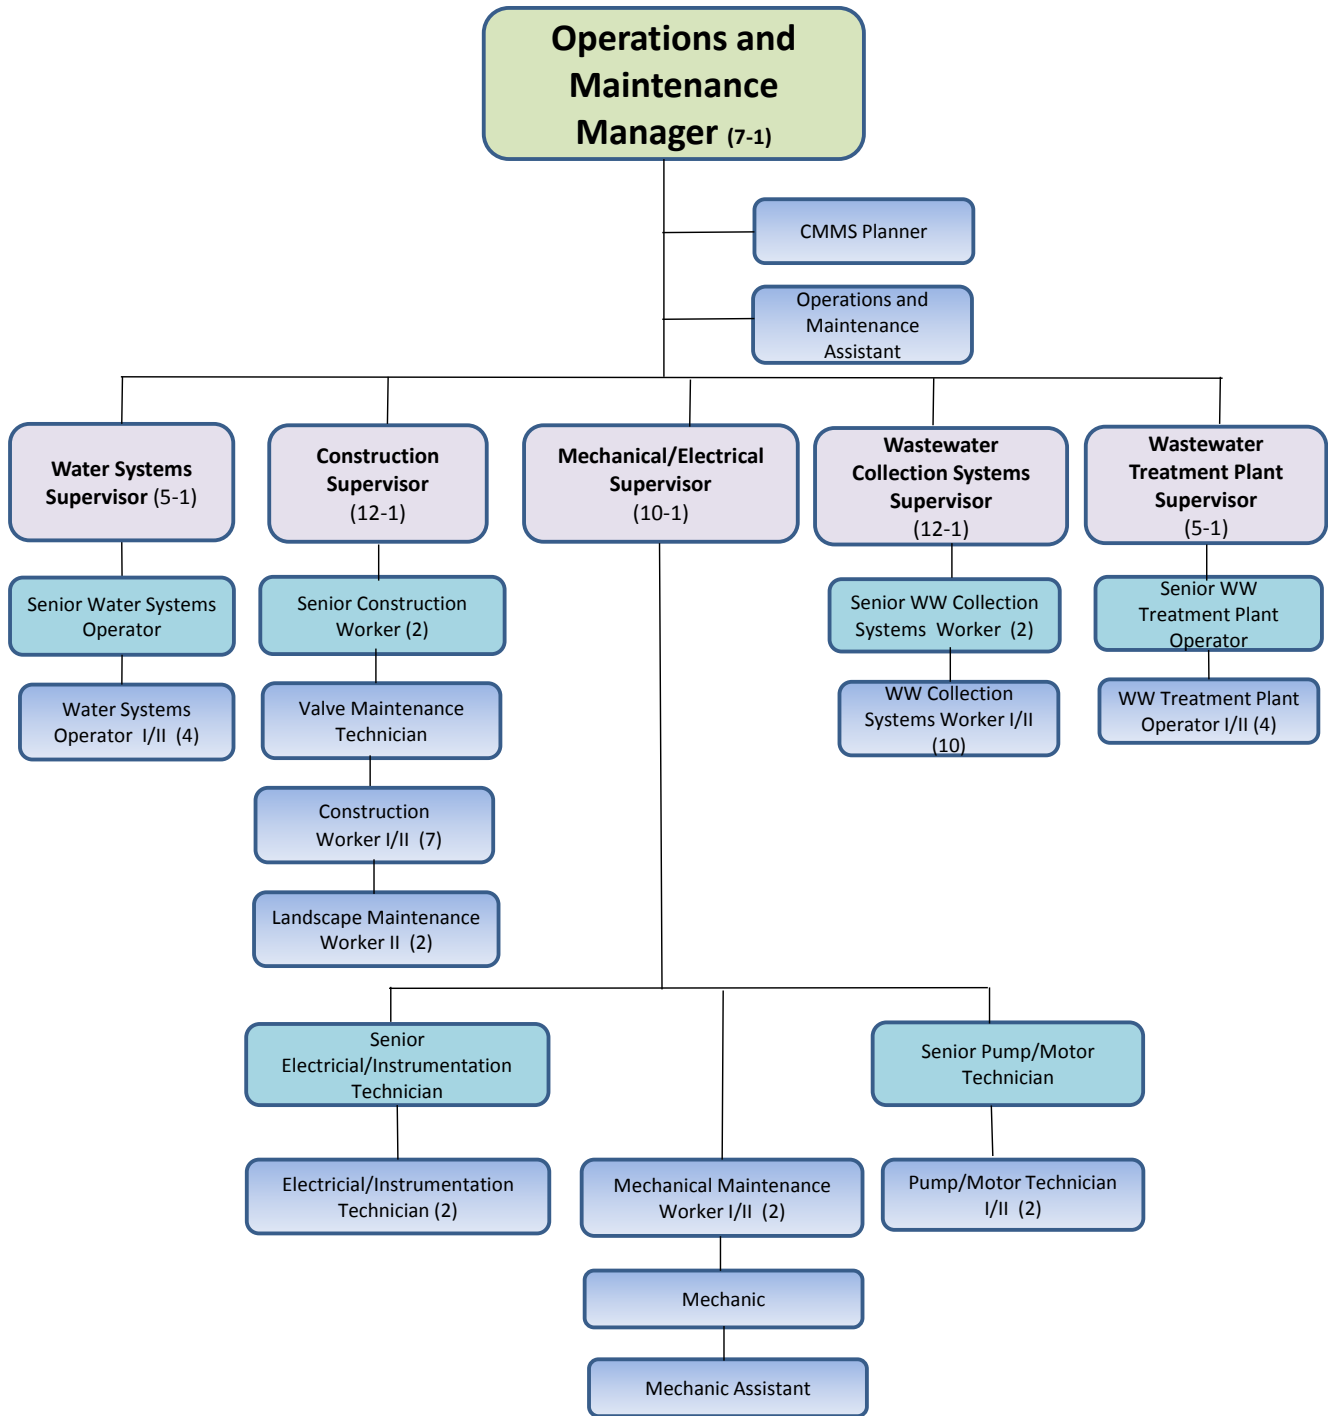 Operations and
Maintenance
Manager (7-1)
CMMS Planner
Operations and
Maintenance
Assistant
Water Systems
Supervisor (5-1)
Construction
Supervisor
(12-1)
Mechanical/Electrical
Supervisor
(10-1)
Wastewater
Collection Systems
Supervisor
(12-1)
Wastewater
Treatment Plant
Supervisor
(5-1)
Senior Water Systems
Operator
Senior Construction
Worker (2)
Senior WW Collection
Systems Worker (2)
Senior WW
Treatment Plant
Operator
Water Systems
Operator I/II (4)
Valve Maintenance
Technician
WW Collection
Systems Worker I/II
(10)
WW Treatment Plant
Operator I/II (4)
Construction
Worker I/II (7)
Landscape Maintenance
Worker II (2)
Senior
Electricial/Instrumentation
Technician
Senior Pump/Motor
Technician
Electricial/Instrumentation
Technician (2)
Mechanical Maintenance
Worker I/II (2)
Pump/Motor Technician
I/II (2)
Mechanic
Mechanic Assistant